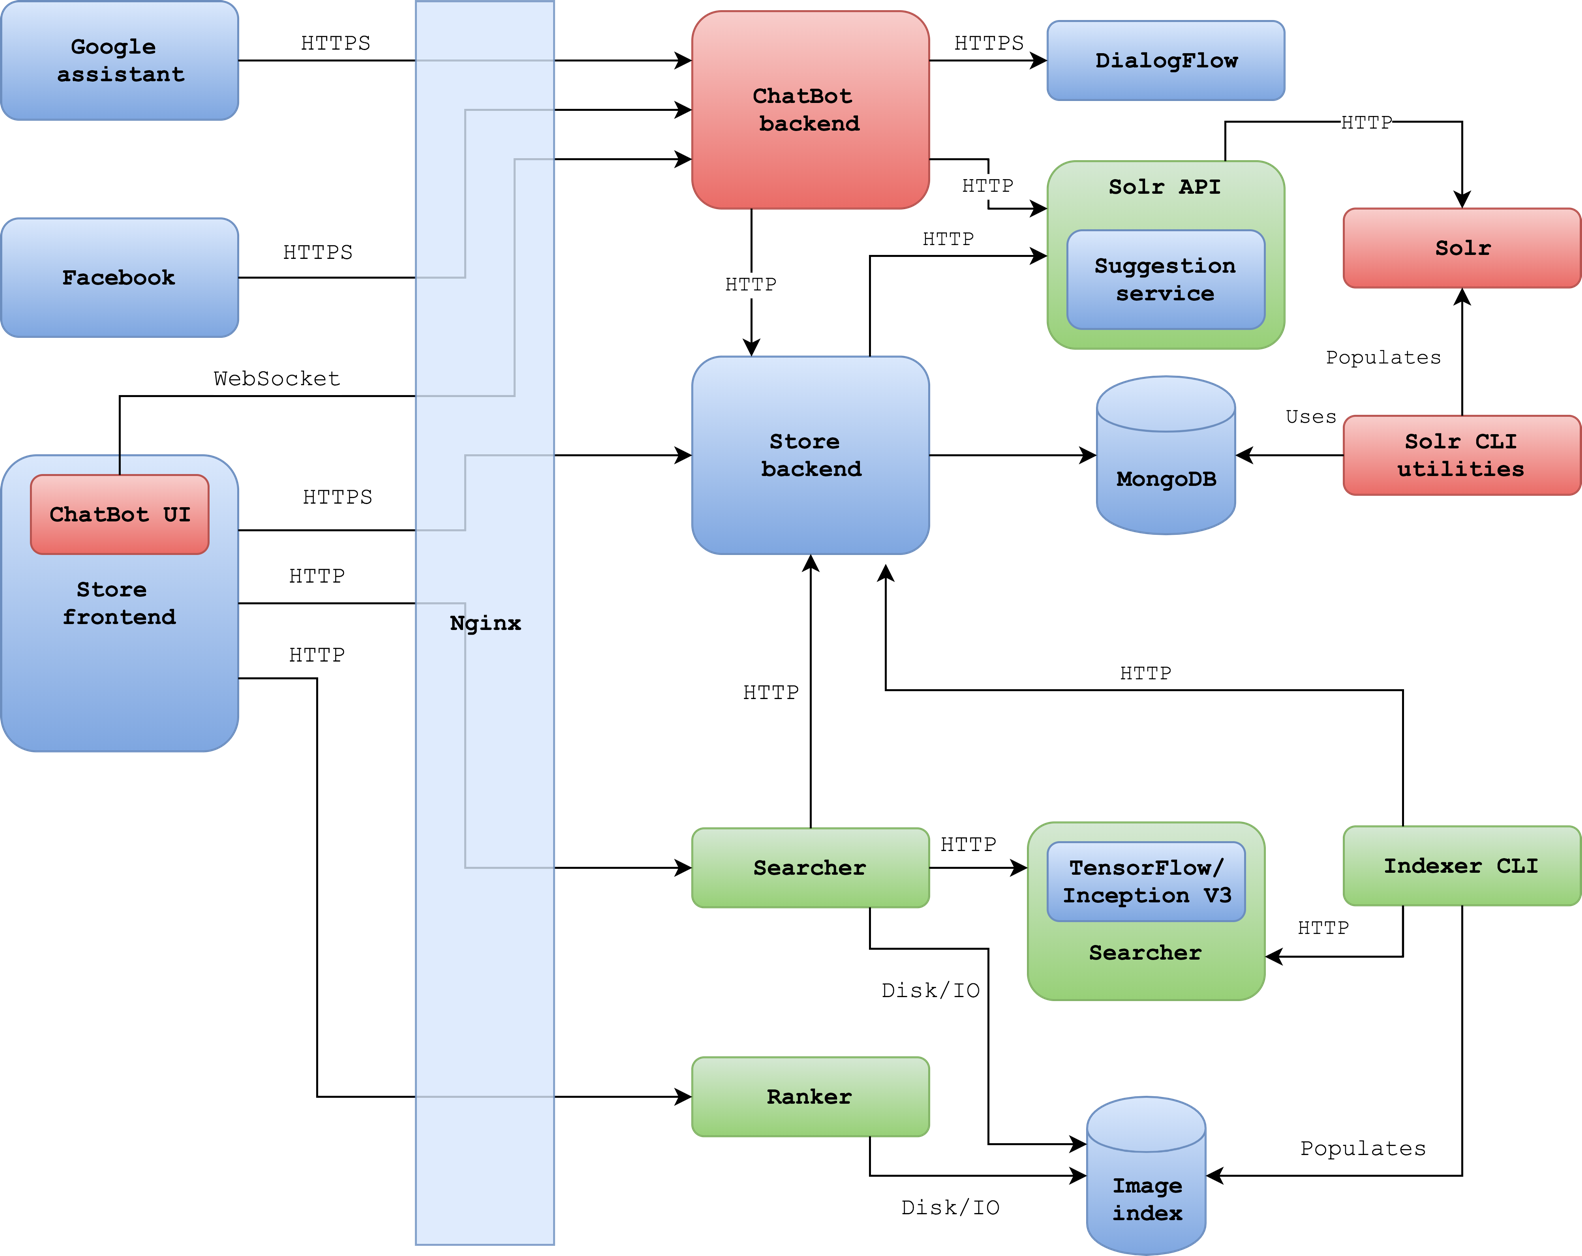 Google
assistant
HTTPS
ChatBot
backend
HTTPS
DialogFlow
HTTP
HTTP
Solr API
Suggestion
service
Solr
Facebook
HTTPS
HTTP
HTTP
WebSocket
Populates
Uses
Store
backend
MongoDB
Solr CLI
utilities
ChatBot UI
Store
frontend
HTTPS
HTTP
HTTP
Nginx
HTTP
HTTP
Searcher
HTTP
TensorFlow/
Inception V3
Searcher
Indexer CLI
HTTP
Disk/IO
Ranker
Disk/IO
Image
index
Populates